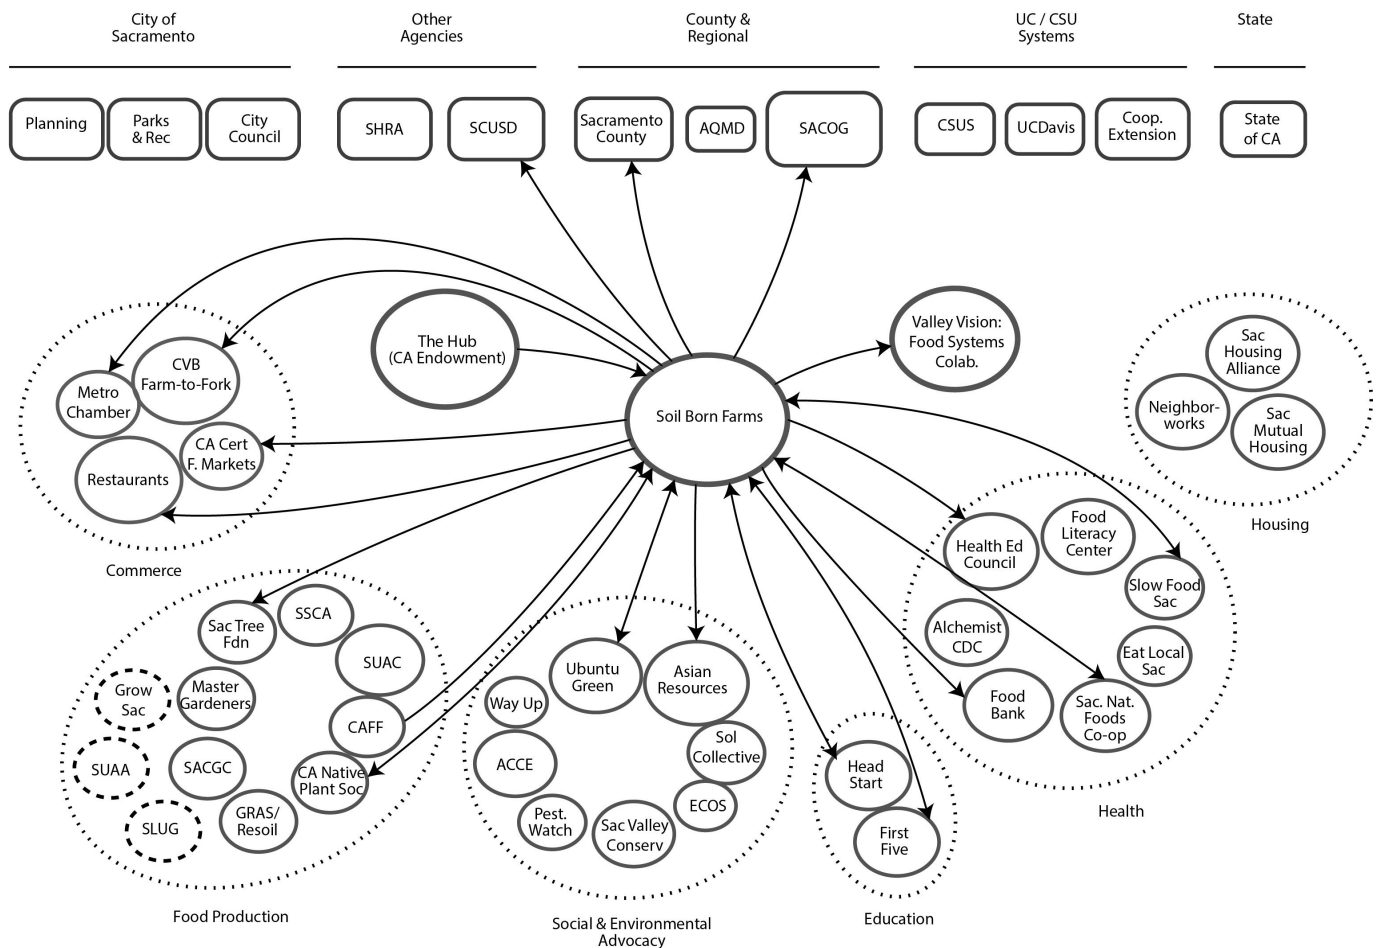 City of
Sacramento
Other
Agencies
County &
Regional
UC / CSU
Systems
State
Planning
Parks
& Rec
City
Council
SHRA
SCUSD
Sacramento
County
AQMD
SACOG
CSUS
UCDavis
Coop.
Extension
State
of CA
The Hub
(CA Endowment)
Valley Vision:
Food Systems
Colab.
Soil Born Farms
CVB
Farm-to-Fork
Metro
Chamber
CA Cert
F. Markets
Restaurants
Commerce
Sac
Housing
Alliance
Neighbor-
works
Sac
Mutual
Housing
Housing
Health Ed
Council
Food
Literacy
Center
Slow Food
Sac
Alchemist
CDC
Eat Local
Sac
Food
Bank
Sac. Nat.
Foods
Co-op
Health
Sac Tree
Fdn
SSCA
SUAC
Grow
Sac
Master
Gardeners
CAFF
SUAA
SACGC
CA Native
Plant Soc
SLUG
GRAS/
Resoil
Food Production
Ubuntu
Green
Asian
Resources
Way Up
Sol
Collective
ACCE
ECOS
Pest.
Watch
Sac Valley
Conserv
Social & Environmental
Advocacy
Head
Start
First
Five
Education